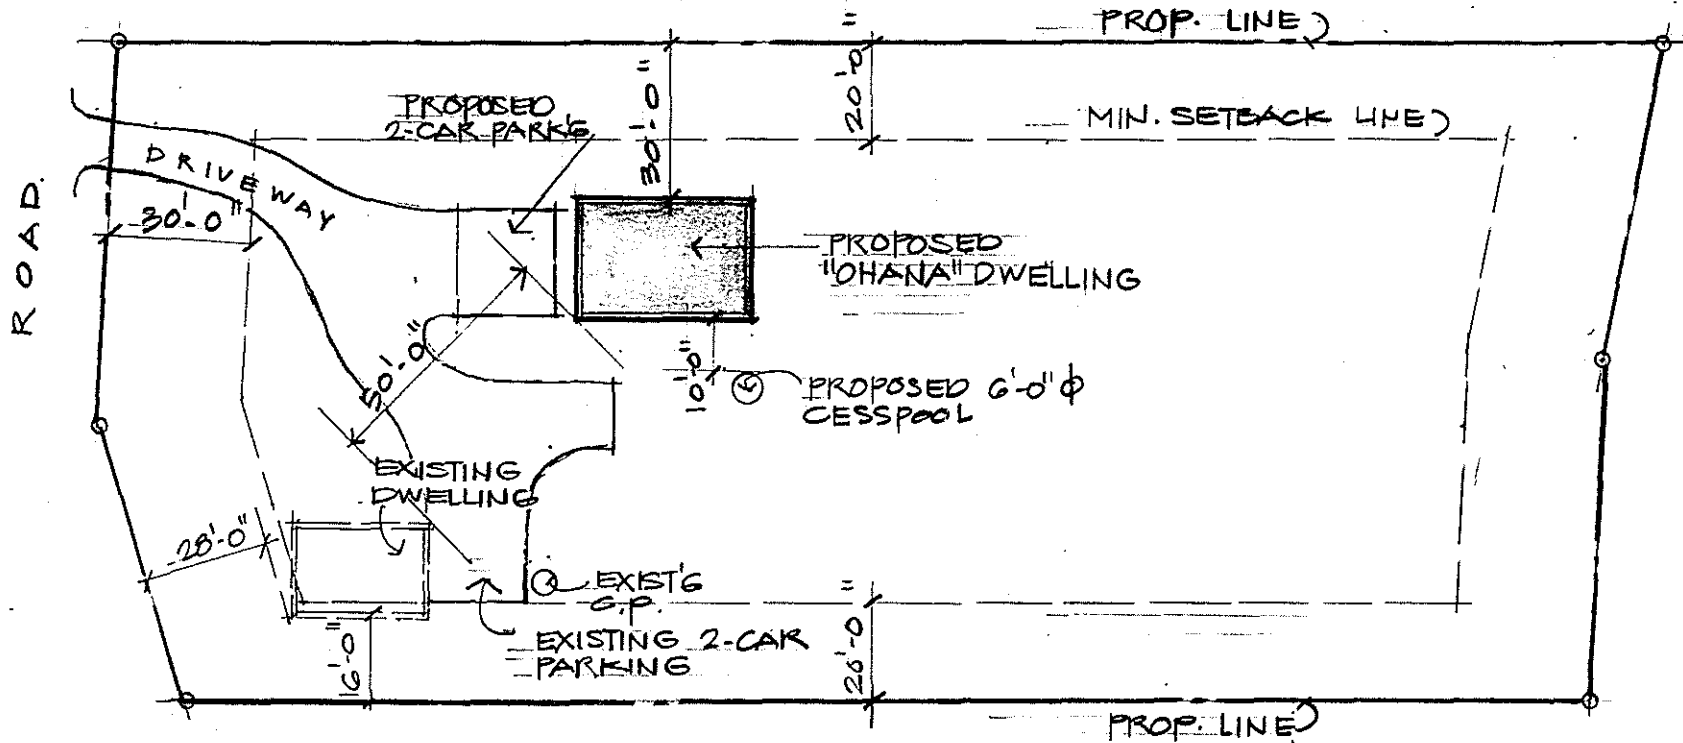 PROP. LINE
20'-0"
30'-0"
PROPOSED
2-CAR PARK'G
MIN. SETBACK LINE
DRIVEWAY
ROAD.
30'-0"
PROPOSED
"OHANA" DWELLING
50'-0"
10'-0"
PROPOSED 6'-0" ϕ
CESSPOOL
EXISTING
DWELLING
28'-0"
EXIST'G
C.P.
EXISTING 2-CAR
PARKING
16'-0"
20'-0"
PROP. LINE